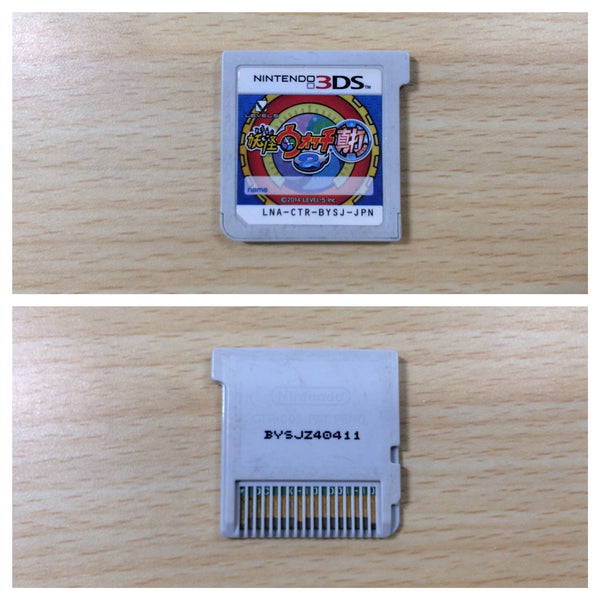 NINTENDO 3DS™
LEVEL5
妖怪ウォッチ2 真打
name
©2014 LEVEL-5 Inc.
LNA-CTR-BYSJ-JPN
Nintendo
BYSJZ40411